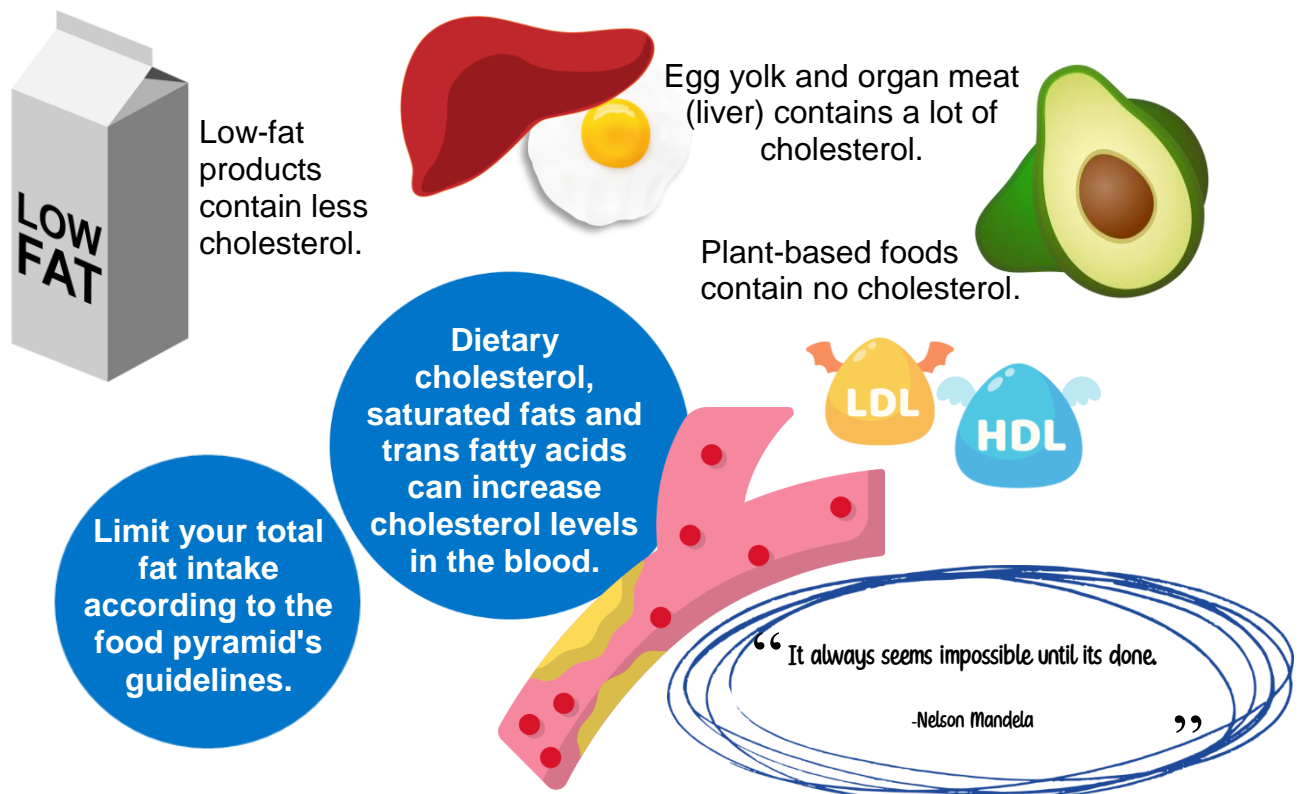 LOW
FAT
Low-fat
products
contain less
cholesterol.
Egg yolk and organ meat
(liver) contains a lot of
cholesterol.
Plant-based foods
contain no cholesterol.
LDL
HDL
Dietary
cholesterol,
saturated fats and
trans fatty acids
can increase
cholesterol levels
in the blood.
Limit your total
fat intake
according to the
food pyramid's
guidelines.
“ It always seems impossible until its done.
-Nelson Mandela
”